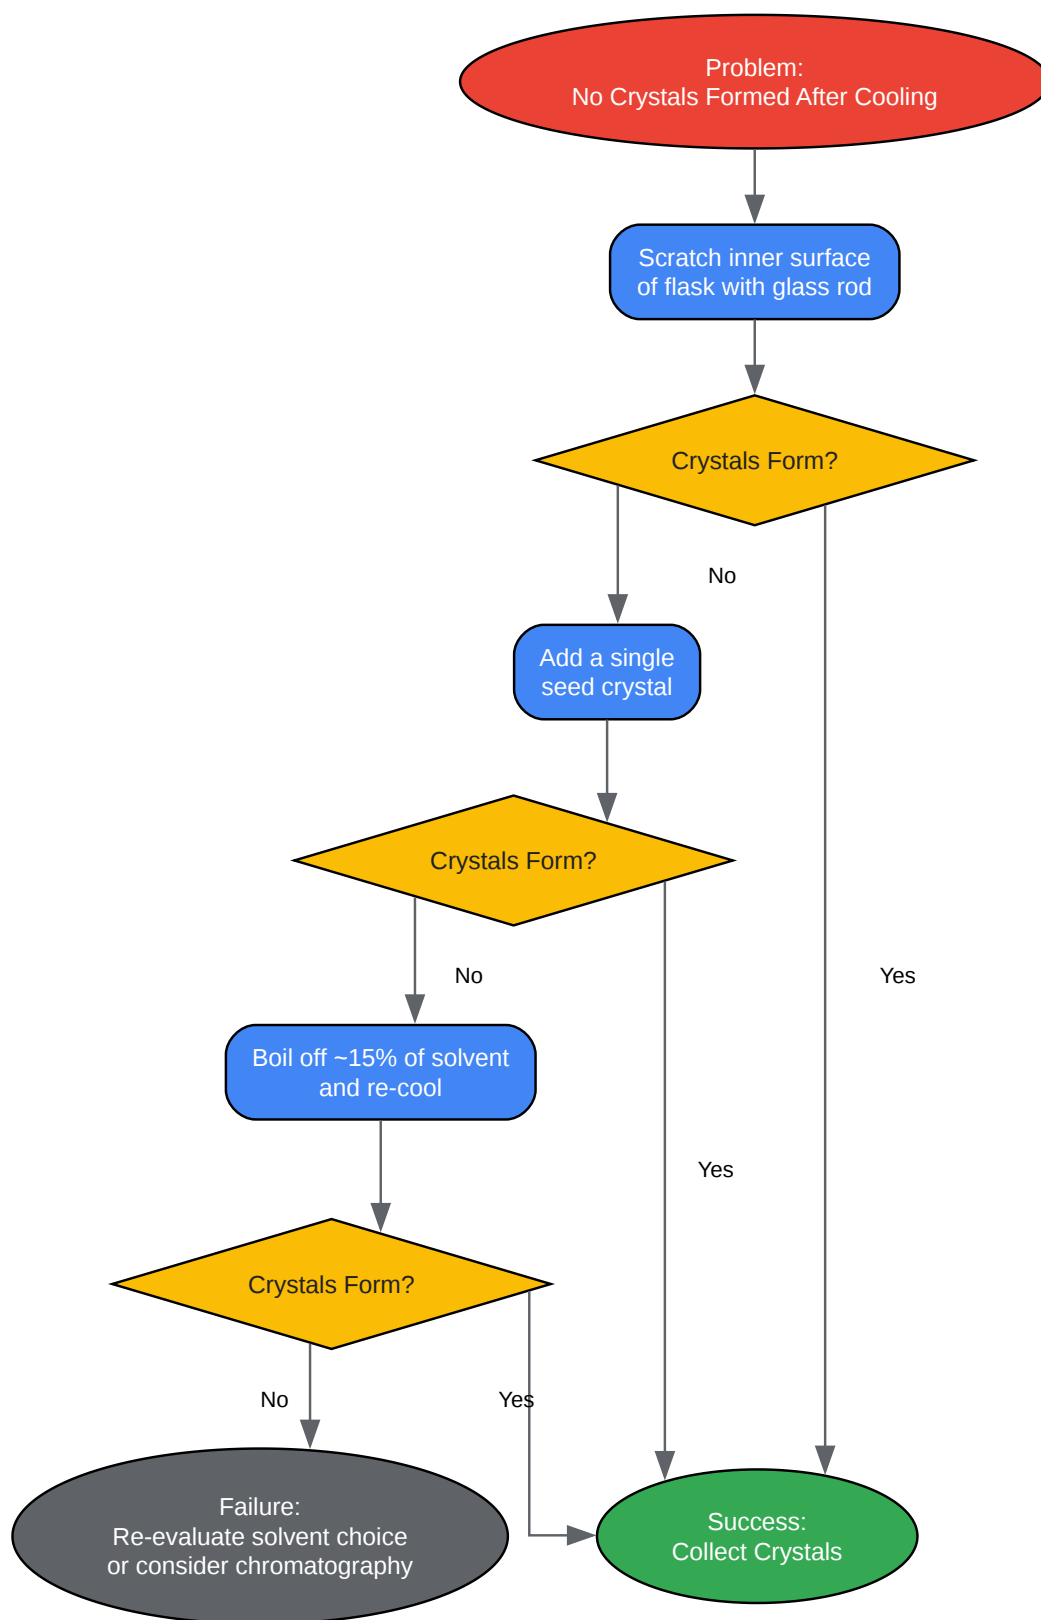 Problem:
No Crystals Formed After Cooling
Scratch inner surface
of flask with glass rod
Crystals Form?
No
Add a single
seed crystal
Crystals Form?
No
Yes
Boil off ~15% of solvent
and re-cool
Yes
Crystals Form?
No
Yes
Failure:
Re-evaluate solvent choice
or consider chromatography
Success:
Collect Crystals